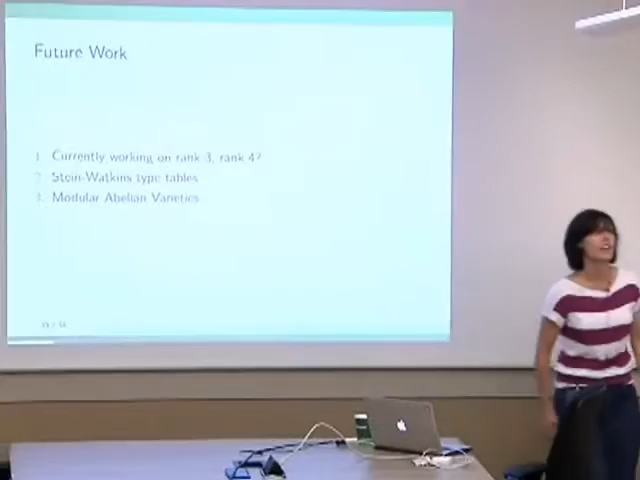 Future Work
1. Currently working on rank 3, rank 4?
2. Stein-Watkins type tables
3. Modular Abelian Varieties